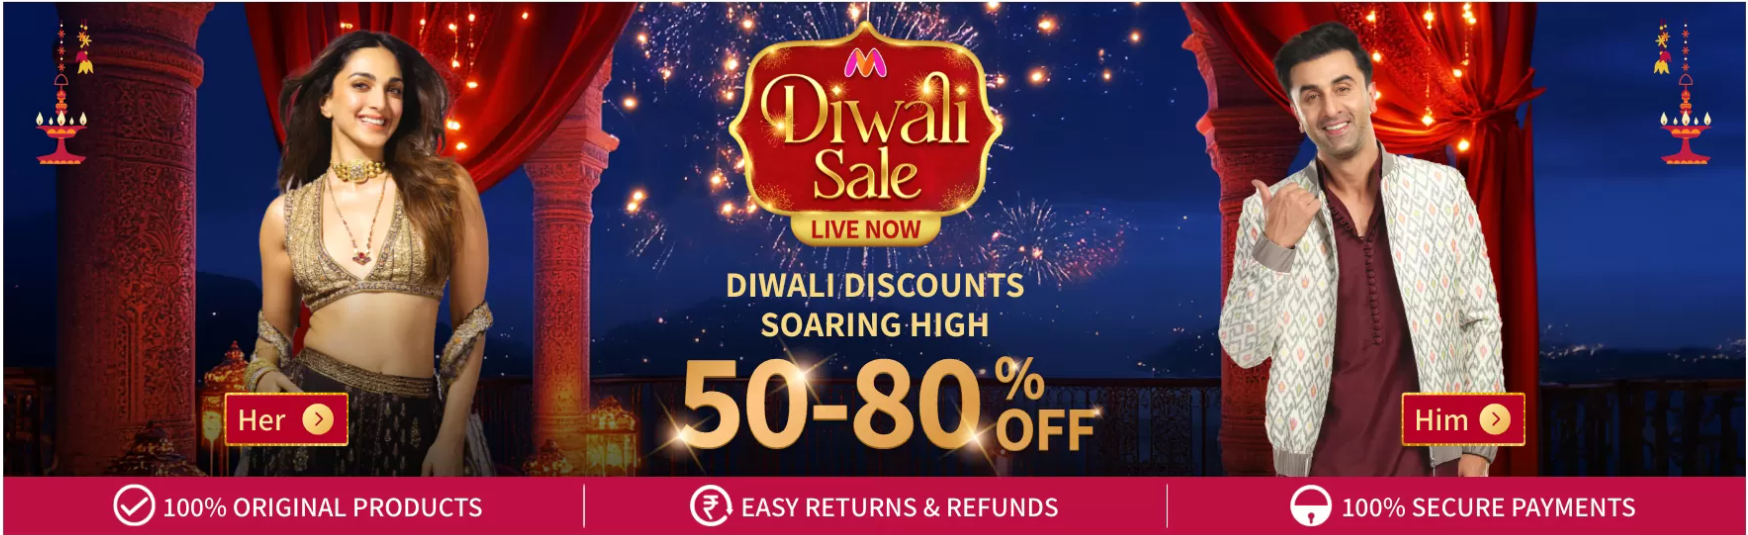 Diwali
Sale
LIVE NOW
DIWALI DISCOUNTS
SOARING HIGH
50-80% OFF
Her
Him
100% ORIGINAL PRODUCTS
EASY RETURNS & REFUNDS
100% SECURE PAYMENTS